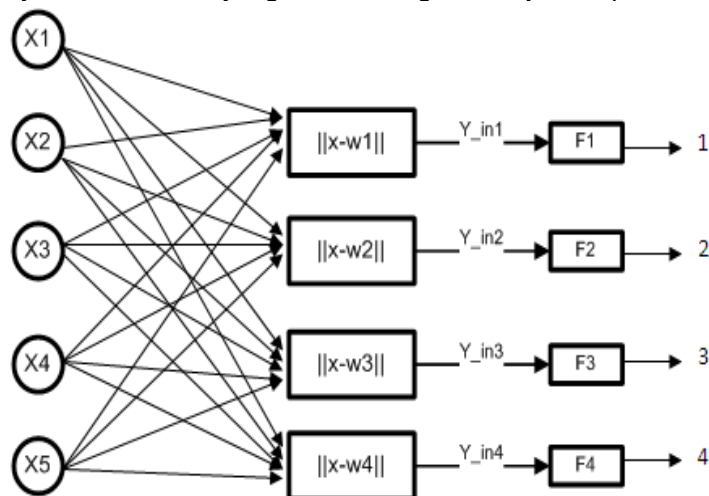 X1
X2
X3
X4
X5
||x-w1||
Y_in1
F1
1
||x-w2||
Y_in2
F2
2
||x-w3||
Y_in3
F3
3
||x-w4||
Y_in4
F4
4